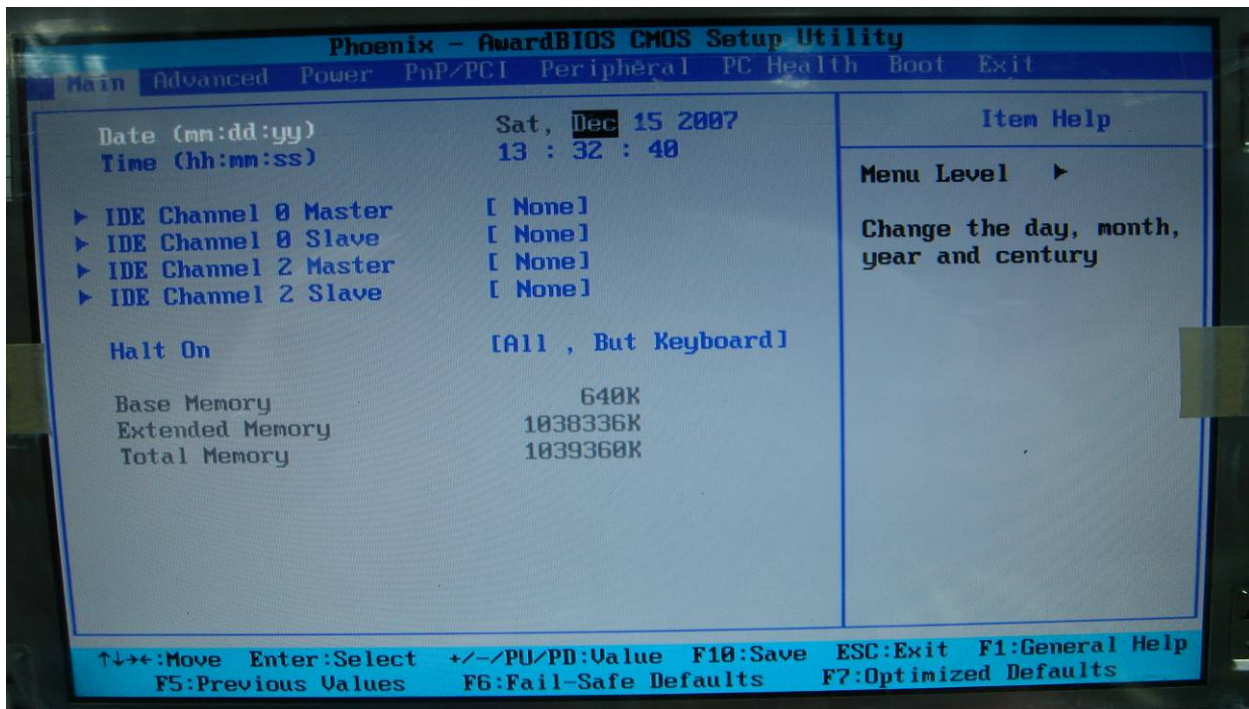 Phoenix - AwardBIOS CMOS Setup Utility
Main Advanced Power PnP/PCI Peripheral PC Health Boot Exit
Date (mm:dd:yy) Sat, Dec 15 2007
Time (hh:mm:ss) 13 : 32 : 40
IDE Channel 0 Master [ None]
IDE Channel 0 Slave [ None]
IDE Channel 2 Master [ None]
IDE Channel 2 Slave [ None]
Halt On [All , But Keyboard]
Base Memory 640K
Extended Memory 1038336K
Total Memory 1039360K
Item Help
Menu Level ►
Change the day, month,
year and century
↑↓→←:Move Enter:Select +/-/PU/PD:Value F10:Save ESC:Exit F1:General Help
F5:Previous Values F6:Fail-Safe Defaults F7:Optimized Defaults